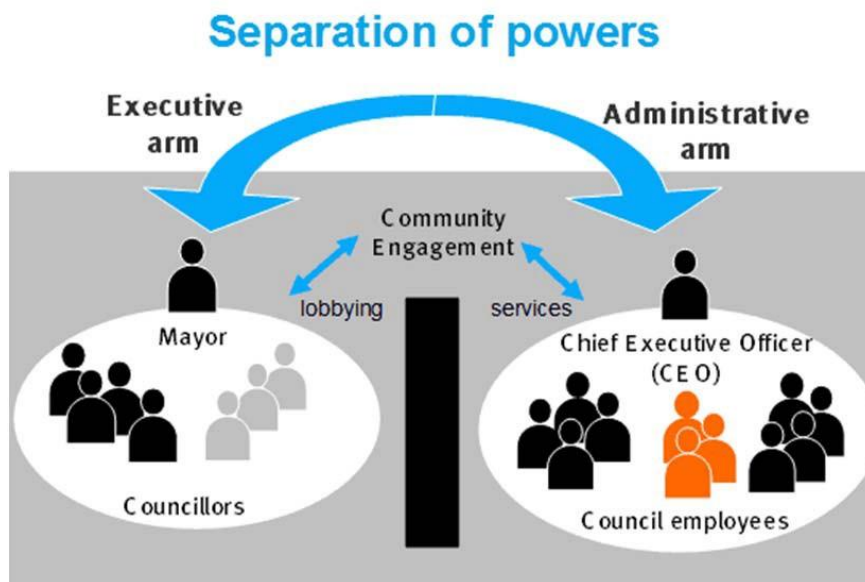 Separation of powers
Executive
arm
Administrative
arm
Community
Engagement
lobbying
services
Mayor
Chief Executive Officer
(CEO)
Councillors
Council employees